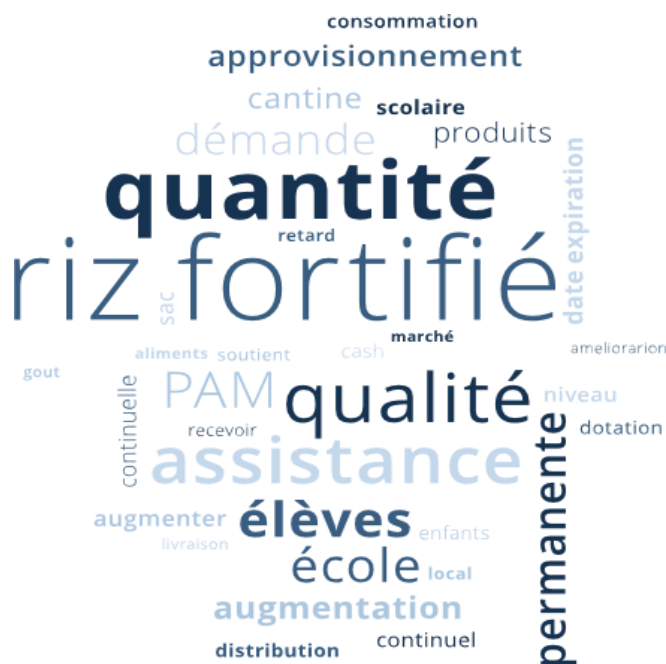 consommation
approvisionnement
cantine
scolaire
démande
produits
quantité
date expiration
retard
riz fortifié
sac
marché
ameliorarion
aliments
soutient
cash
gout
PAM
qualité
niveau
continuelle
recevoir
dotation
assistance
permanente
augmenter
élèves
enfants
livraison
école
local
augmentation
continuel
distribution